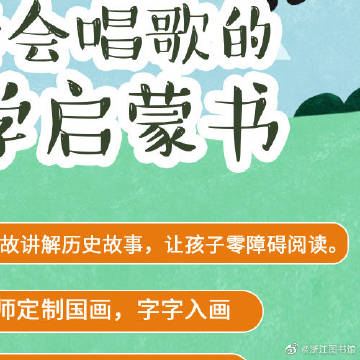 会唱歌的
学启蒙书
故讲解历史故事，让孩子零障碍阅读。
师定制国画，字字入画
@浙江图书馆